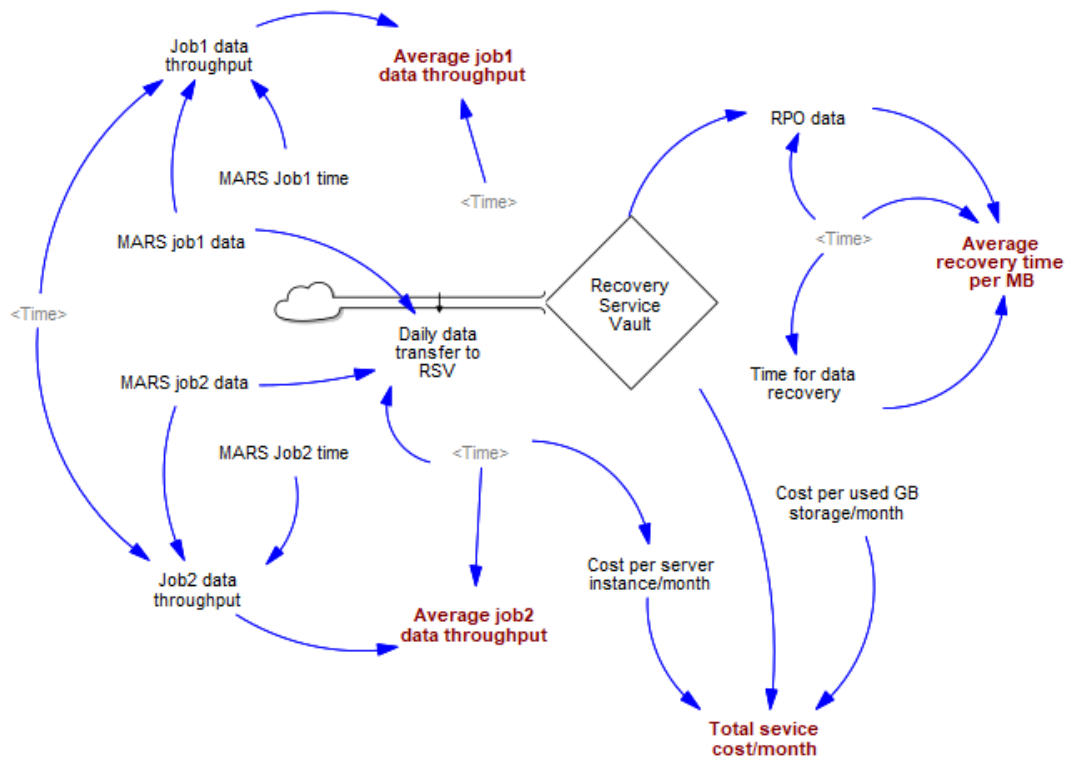 Job1 data
throughput
Average job1
data throughput
RPO data
MARS Job1 time
<Time>
MARS job1 data
<Time>
Average
recovery time
per MB
Recovery
Service
Vault
<Time>
Daily data
transfer to
RSV
MARS job2 data
Time for data
recovery
MARS Job2 time
<Time>
Cost per used GB
storage/month
Cost per server
instance/month
Job2 data
throughput
Average job2
data throughput
Total sevice
cost/month